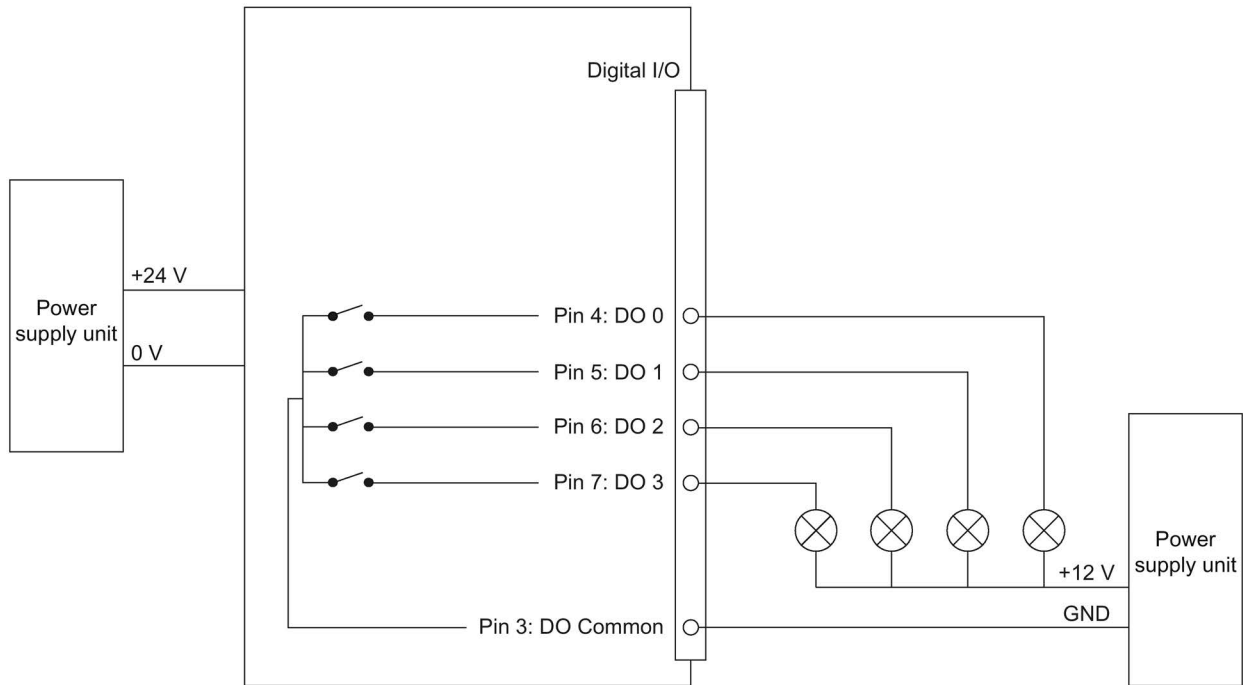 Digital I/O
+24 V
Power
supply unit
0 V
Pin 4: DO 0
Pin 5: DO 1
Pin 6: DO 2
Pin 7: DO 3
Pin 3: DO Common
+12 V
GND
Power
supply unit